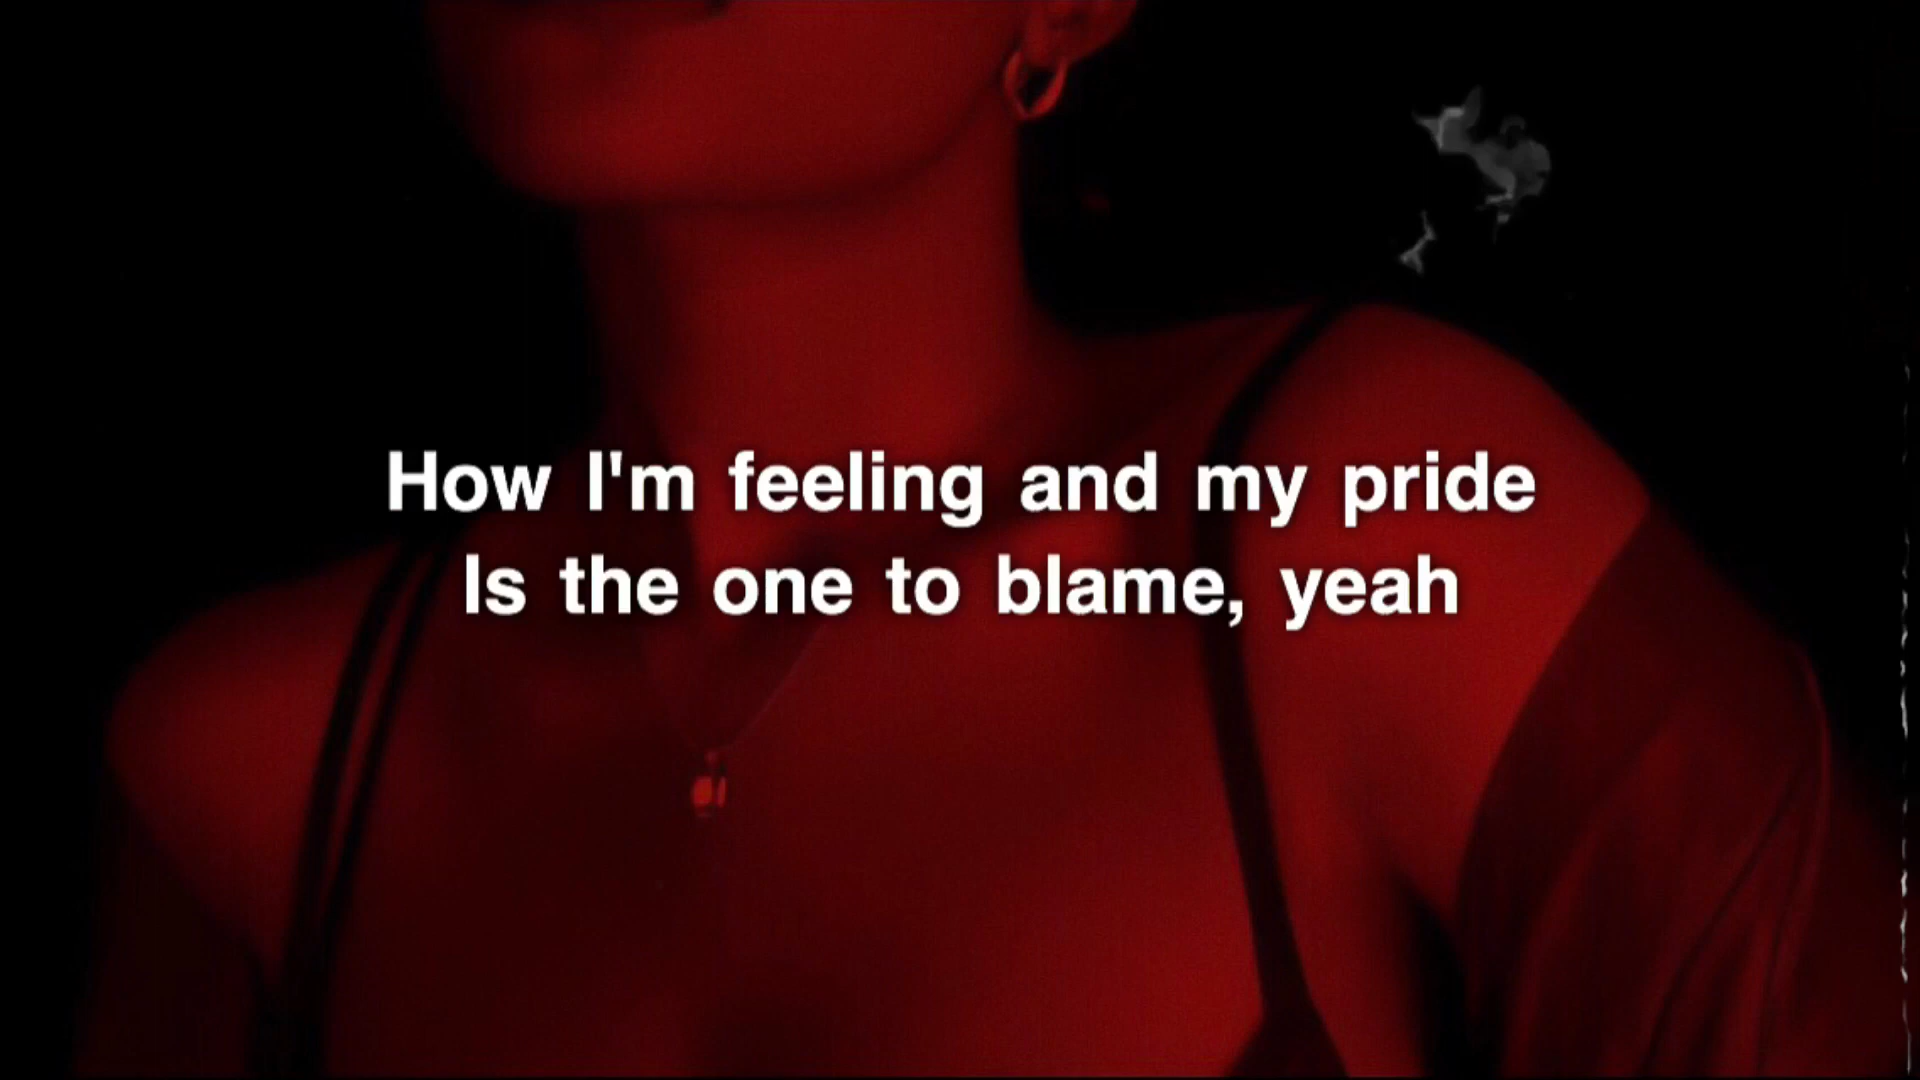 How I'm feeling and my pride
Is the one to blame, yeah